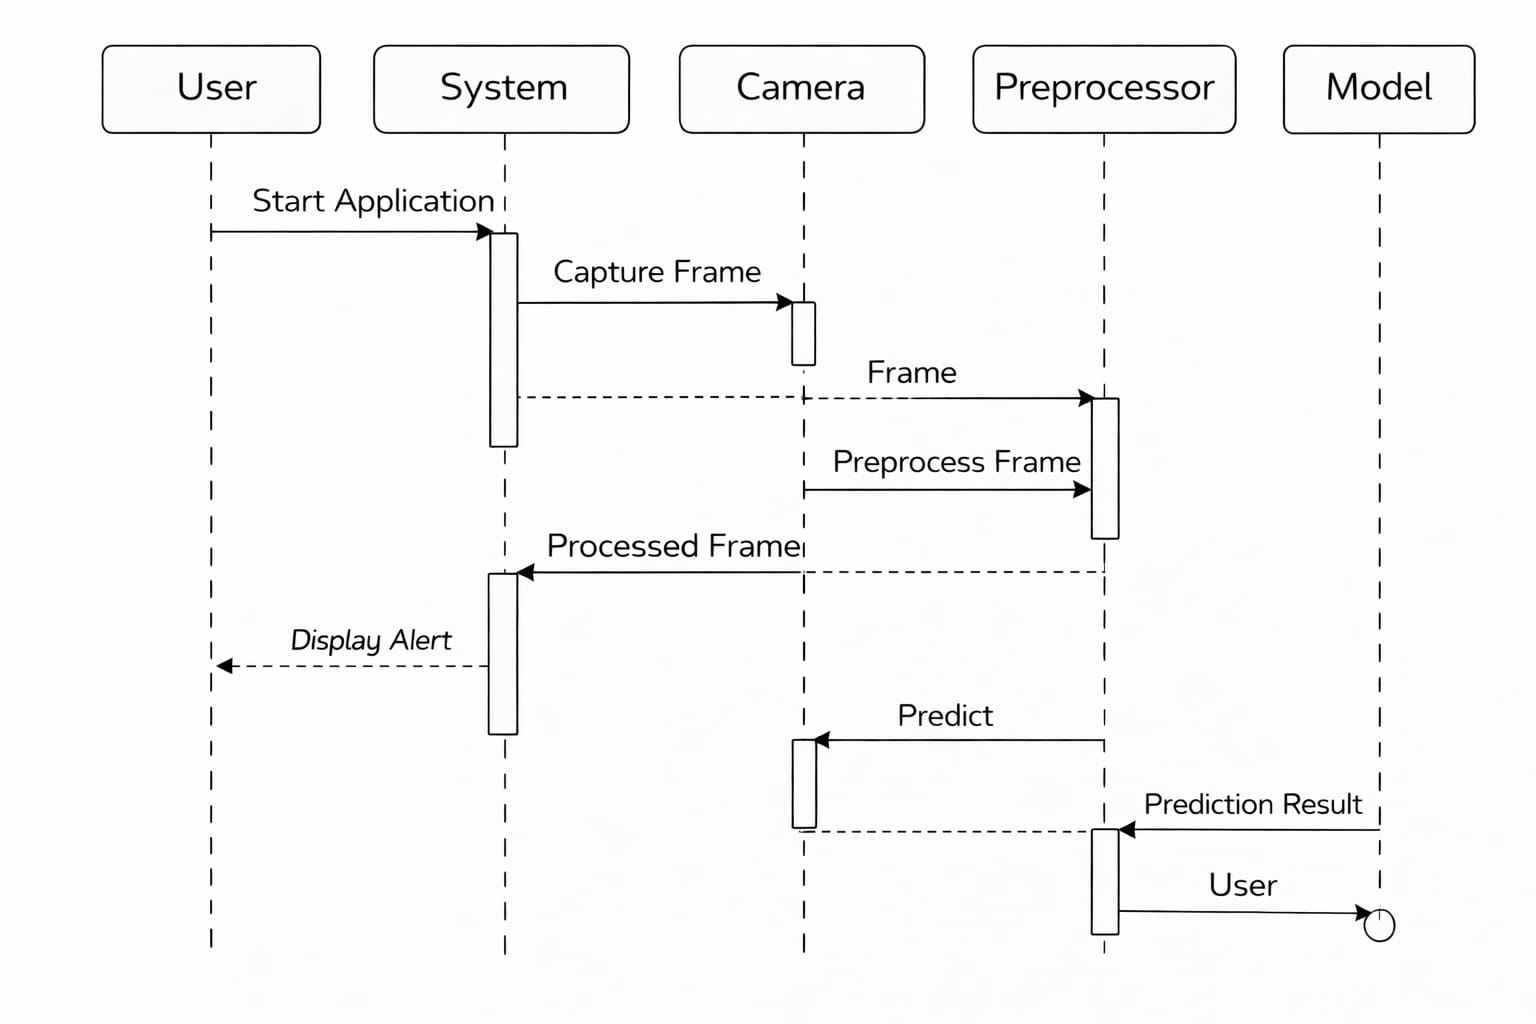 User
System
Camera
Preprocessor
Model
Start Application
Capture Frame
Frame
Preprocess Frame
Processed Frame
Display Alert
Predict
Prediction Result
User